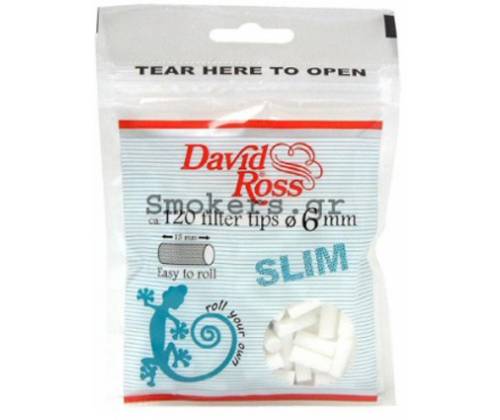 TEAR HERE TO OPEN
David
Ross
Smokers.gr
ca. 120 filter tips ø 6 mm
15 mm
Easy to roll
SLIM
roll your own